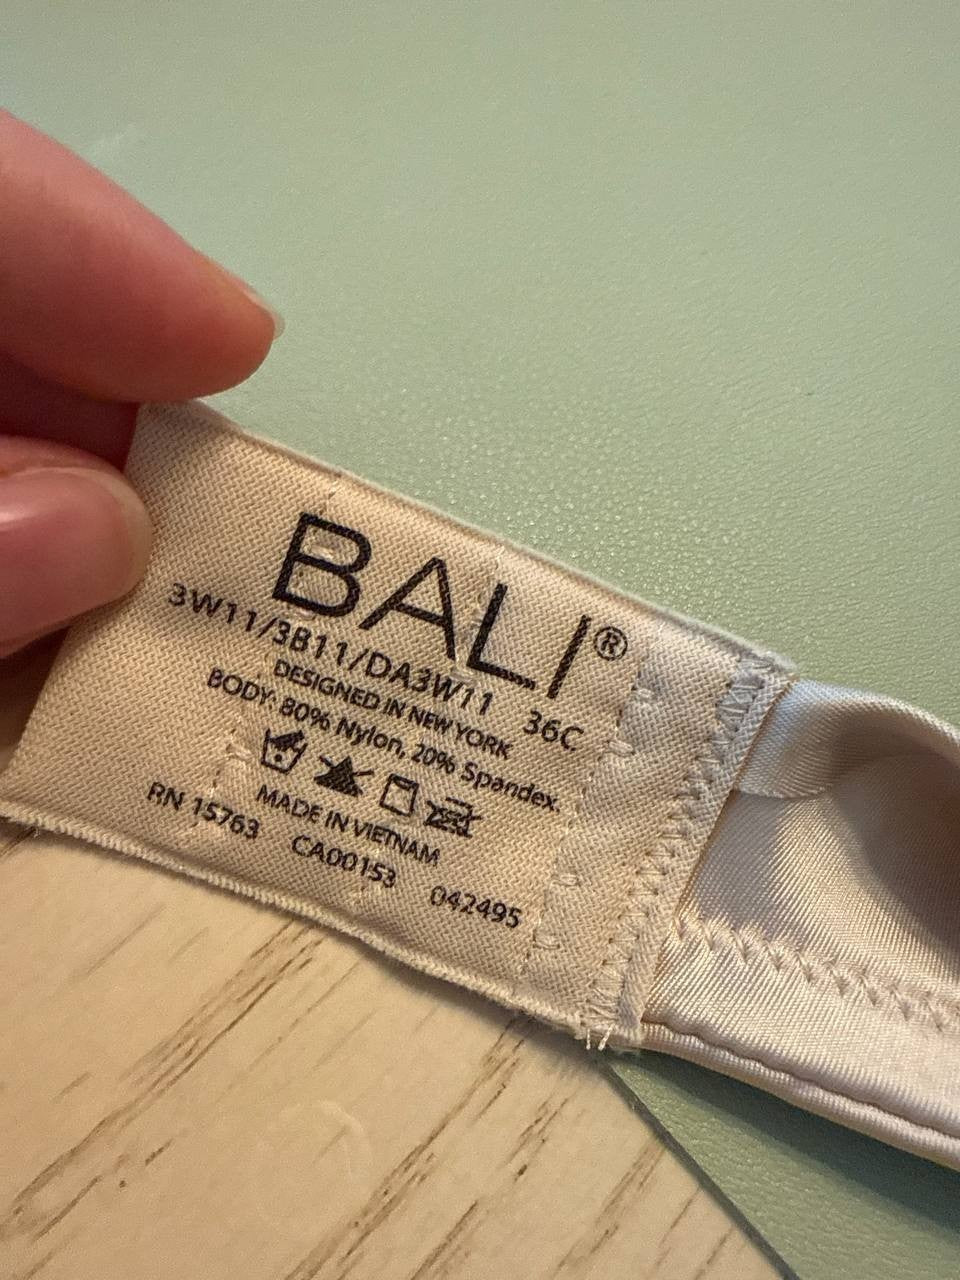 BALI®
3W11/3B11/DA3W11 36C
DESIGNED IN NEW YORK
BODY: 80% Nylon, 20% Spandex.
MADE IN VIETNAM
RN 15763 CA00153 042495